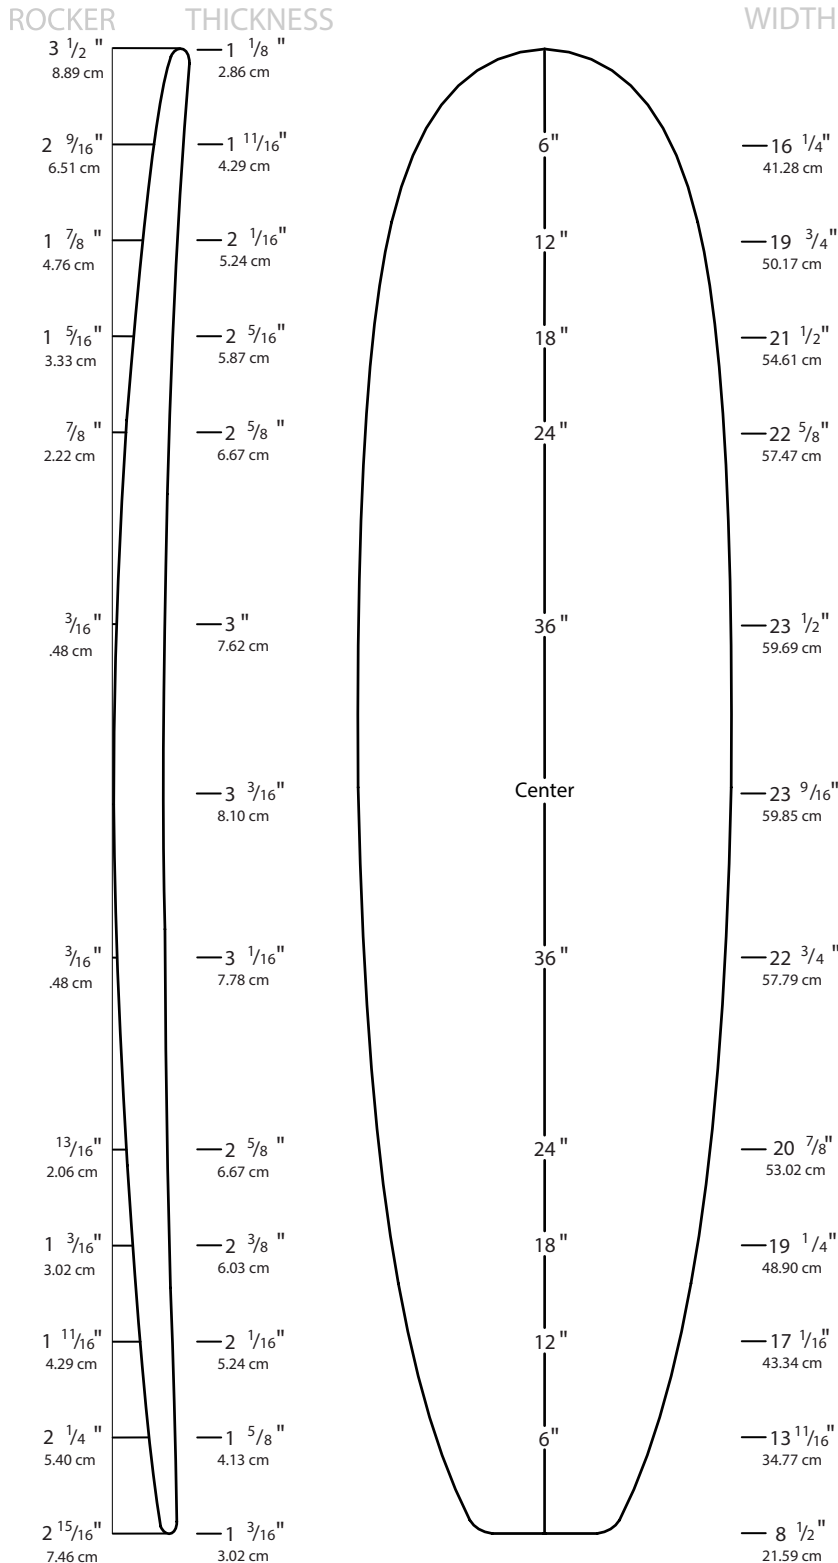 ROCKER THICKNESS WIDTH
3 1/2 " 1 1/8 "
8.89 cm 2.86 cm
2 9/16" 1 11/16" 6" 16 1/4"
6.51 cm 4.29 cm 41.28 cm
1 7/8 " 2 1/16" 12" 19 3/4"
4.76 cm 5.24 cm 50.17 cm
1 5/16" 2 5/16" 18" 21 1/2"
3.33 cm 5.87 cm 54.61 cm
7/8 " 2 5/8 " 24" 22 5/8"
2.22 cm 6.67 cm 57.47 cm
3/16" 3 " 36" 23 1/2"
.48 cm 7.62 cm 59.69 cm
3 3/16" Center 23 9/16"
8.10 cm 59.85 cm
3/16" 3 1/16" 36" 22 3/4 "
.48 cm 7.78 cm 57.79 cm
13/16" 2 5/8 " 24" 20 7/8"
2.06 cm 6.67 cm 53.02 cm
1 3/16" 2 3/8 " 18" 19 1/4"
3.02 cm 6.03 cm 48.90 cm
1 11/16" 2 1/16" 12" 17 1/16"
4.29 cm 5.24 cm 43.34 cm
2 1/4 " 1 5/8 " 6" 13 11/16"
5.40 cm 4.13 cm 34.77 cm
2 15/16" 1 3/16" 8 1/2"
7.46 cm 3.02 cm 21.59 cm